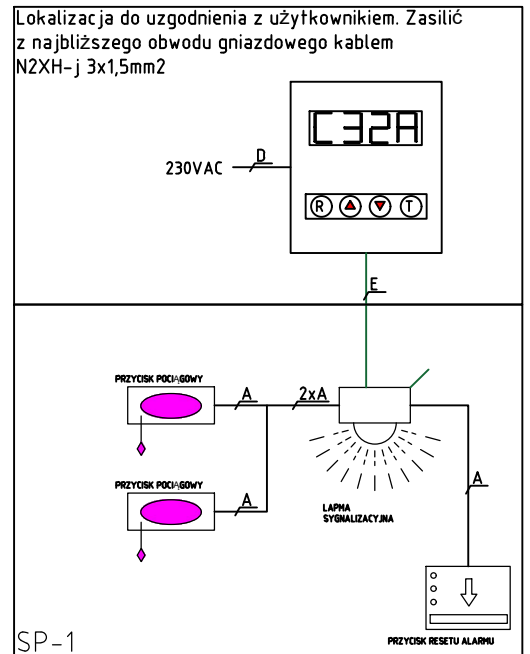 Lokalizacja do uzgodnienia z użytkownikiem. Zasilić
z najbliższego obwodu gniazdowego kablem
N2XH-j 3x1,5mm2
C32A
230VAC
D
R
T
E
PRZYCISK POCIĄGOWY
A
2xA
PRZYCISK POCIĄGOWY
A
A
LAPMA
SYGNALIZACYJNA
SP-1
PRZYCISK RESETU ALARMU